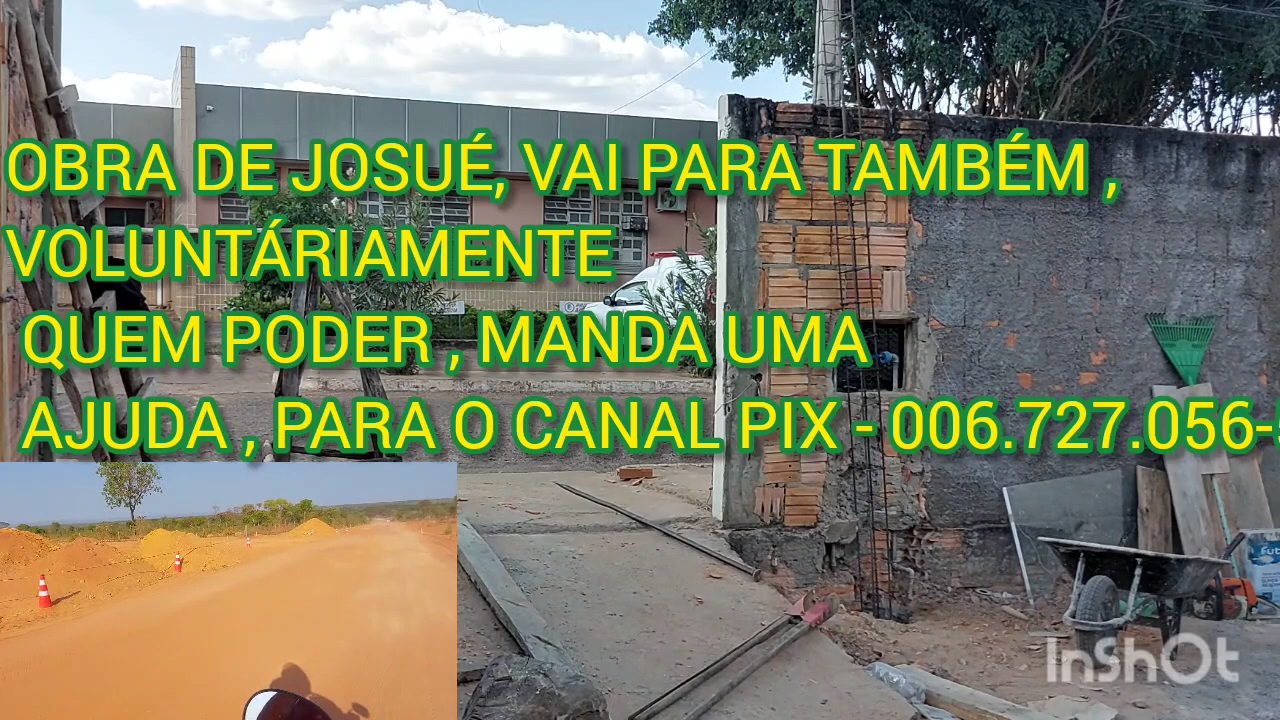 OBRA DE JOSUÉ, VAI PARA TAMBÉM ,
VOLUNTÁRIAMENTE
QUEM PODER , MANDA UMA
AJUDA , PARA O CANAL PIX - 006.727.056-
InShOt